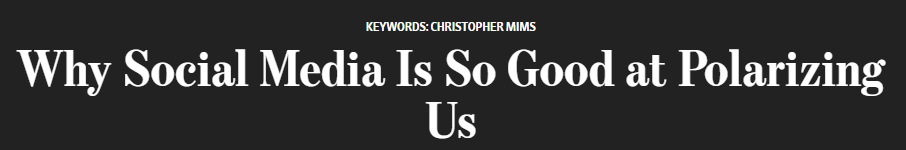 KEYWORDS: CHRISTOPHER MIMS
Why Social Media Is So Good at Polarizing
Us